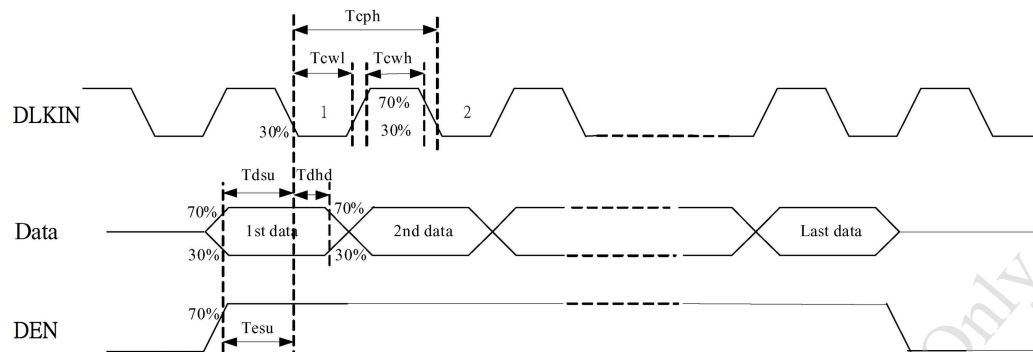 Tcph
Tcwl Tcwh
DLKIN 1 70% 2
30% 30%
Tdsu Tdhd
70% 70%
Data 1st data 2nd data Last data
30% 30%
DEN 70%
Tesu
Only